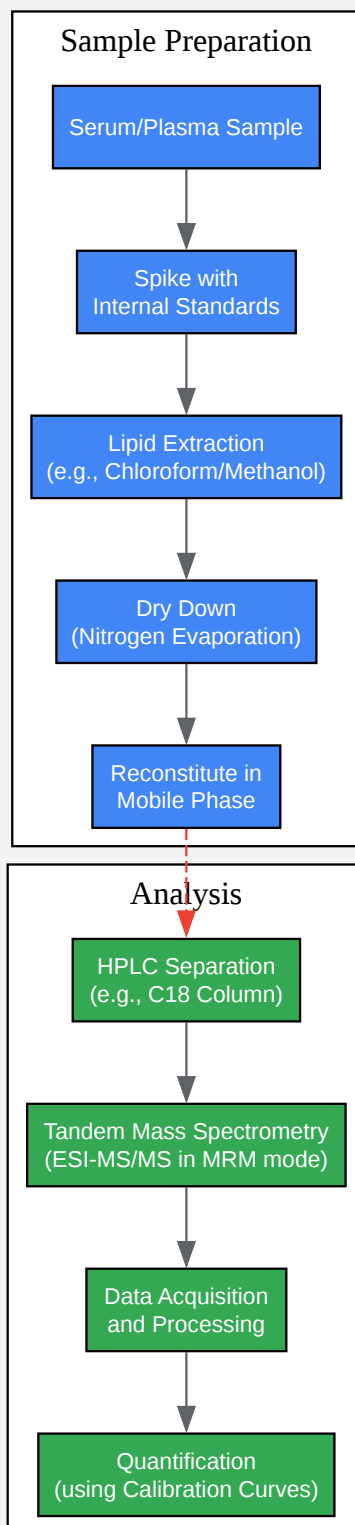 Sample Preparation
Serum/Plasma Sample
Spike with
Internal Standards
Lipid Extraction
(e.g., Chloroform/Methanol)
Dry Down
(Nitrogen Evaporation)
Reconstitute in
Mobile Phase
Analysis
HPLC Separation
(e.g., C18 Column)
Tandem Mass Spectrometry
(ESI-MS/MS in MRM mode)
Data Acquisition
and Processing
Quantification
(using Calibration Curves)